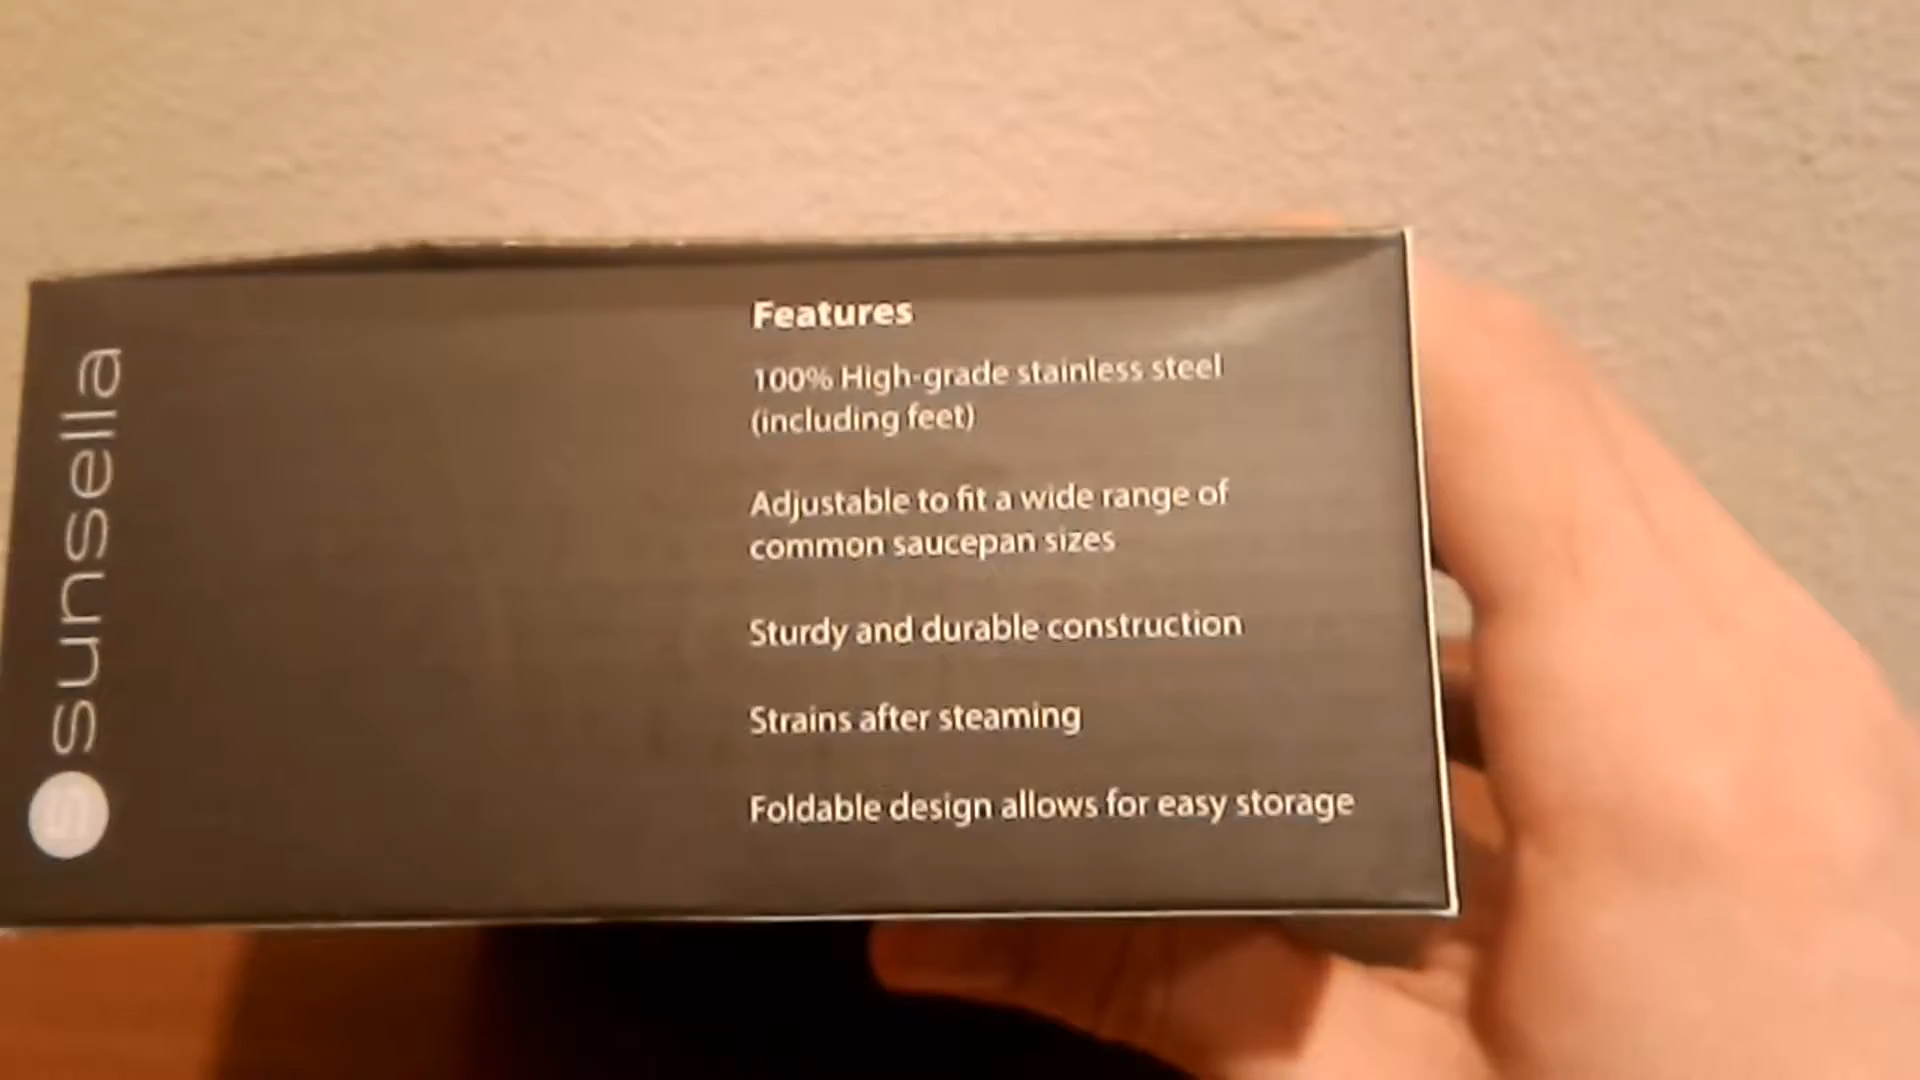 sunsella
Features
100% High-grade stainless steel
(including feet)
Adjustable to fit a wide range of
common saucepan sizes
Sturdy and durable construction
Strains after steaming
Foldable design allows for easy storage